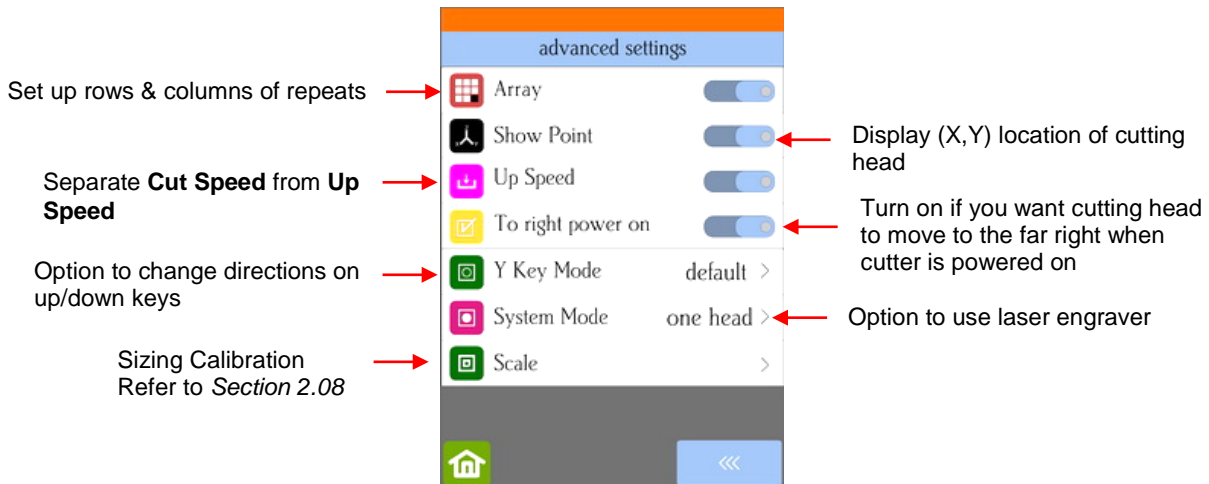 advanced settings
Set up rows & columns of repeats
Array
Show Point
Display (X,Y) location of cutting
head
Separate Cut Speed from Up
Speed
Up Speed
To right power on
Turn on if you want cutting head
to move to the far right when
cutter is powered on
Option to change directions on
up/down keys
Y Key Mode default >
System Mode one head >
Option to use laser engraver
Sizing Calibration
Refer to Section 2.08
Scale >
<<<